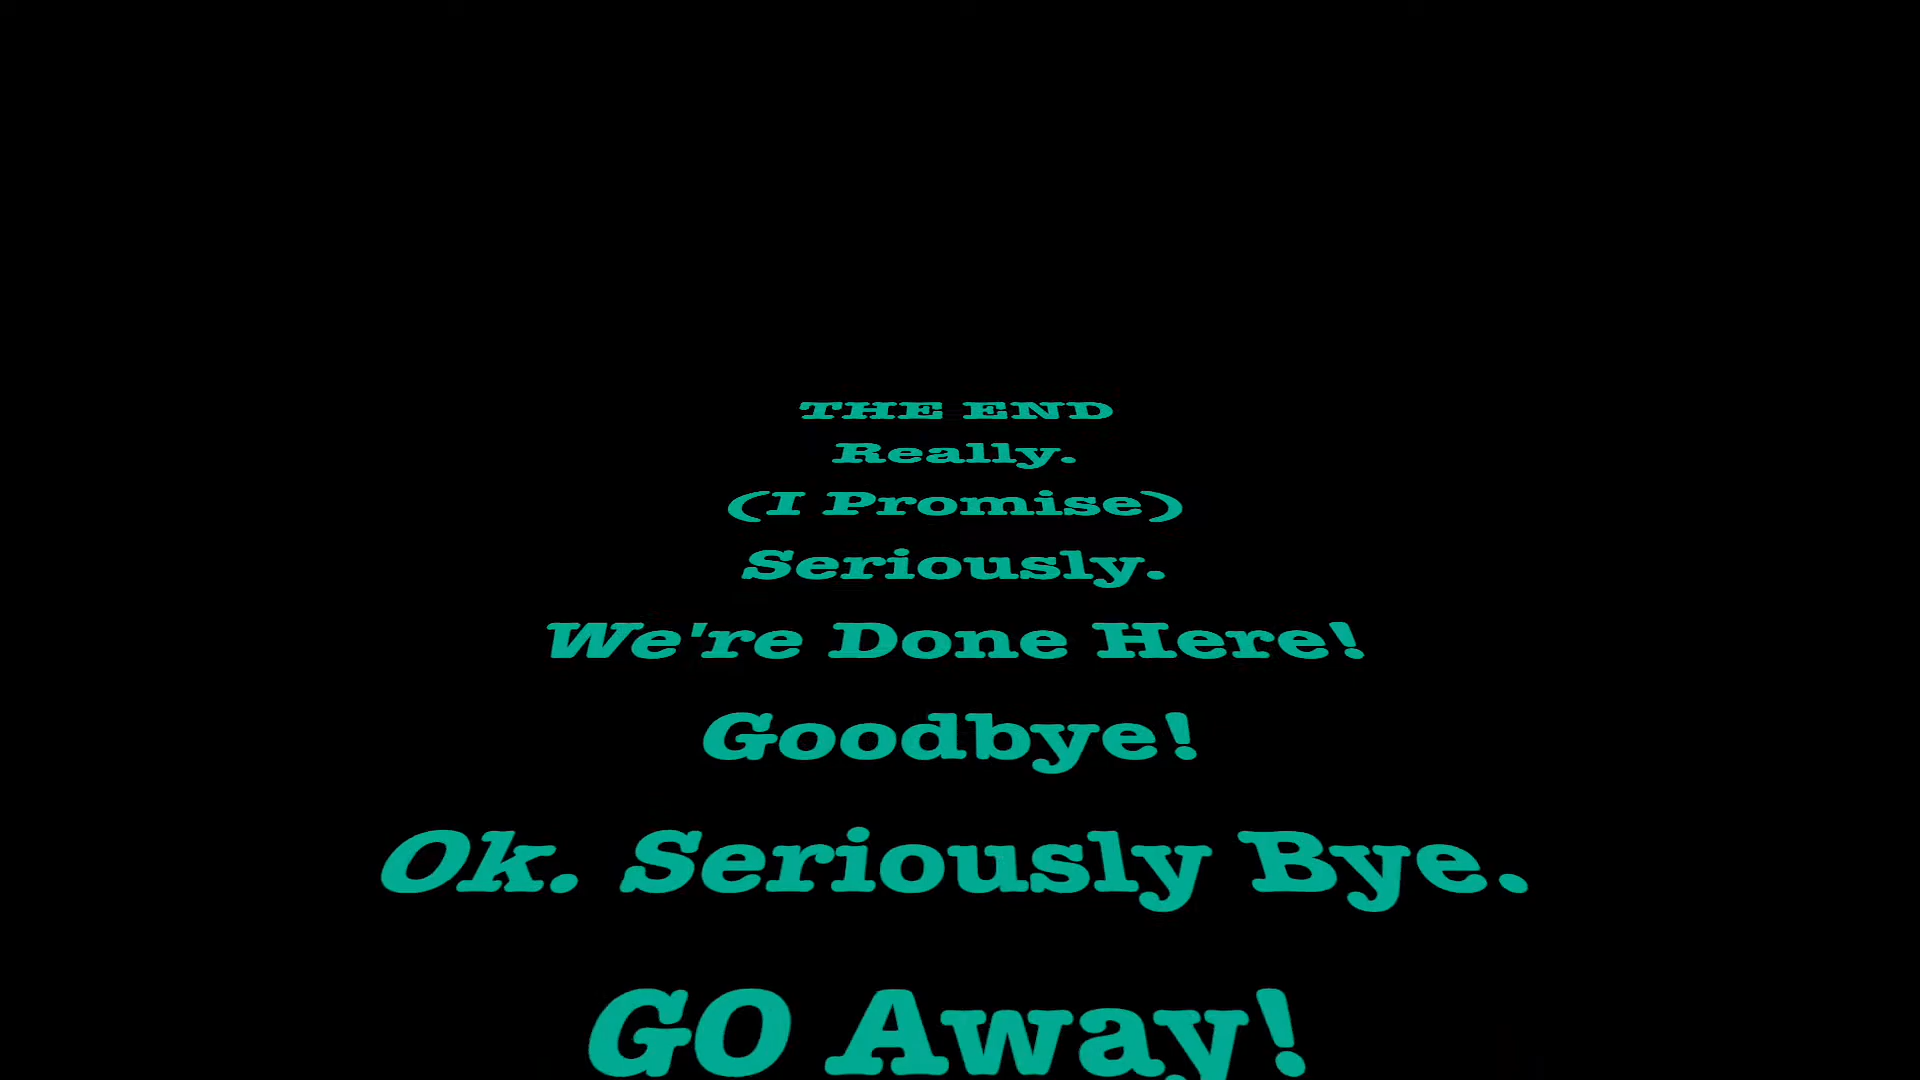 THE END
Really.
(I Promise)
Seriously.
We're Done Here!
Goodbye!
Ok. Seriously Bye.
GO Away!